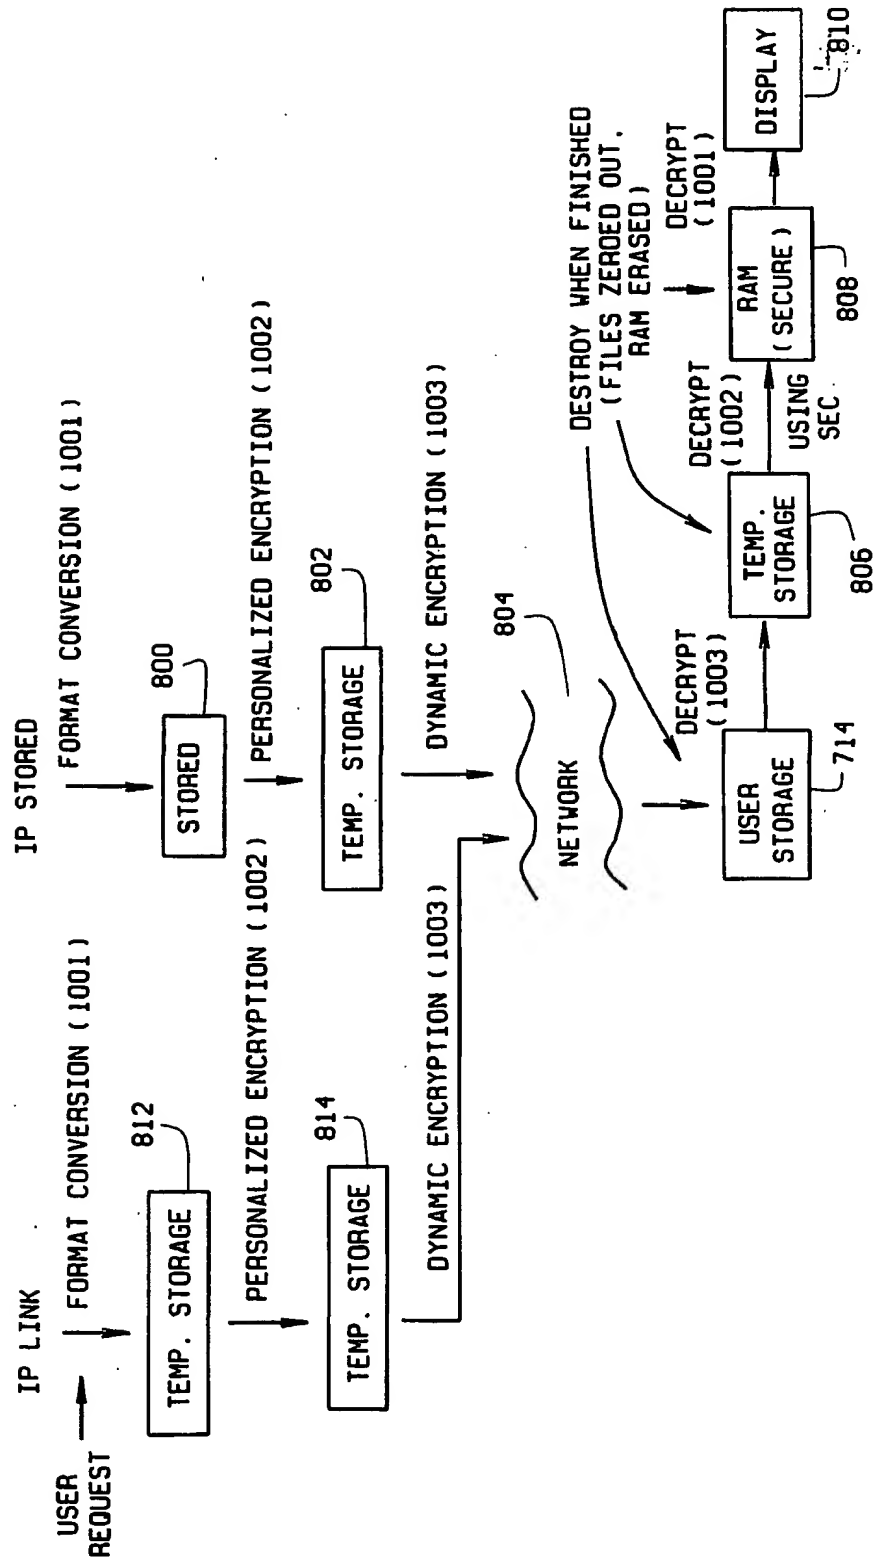 USER
REQUEST
IP LINK
FORMAT CONVERSION (1001)
812
TEMP. STORAGE
PERSONALIZED ENCRYPTION (1002)
814
TEMP. STORAGE
DYNAMIC ENCRYPTION (1003)
IP STORED
FORMAT CONVERSION (1001)
800
STORED
PERSONALIZED ENCRYPTION (1002)
802
TEMP. STORAGE
DYNAMIC ENCRYPTION (1003)
804
NETWORK
DESTROY WHEN FINISHED
(FILES ZEROED OUT,
RAM ERASED)
USER
STORAGE
714
DECRYPT
(1003)
TEMP.
STORAGE
806
DECRYPT
(1002)
USING
SEC.
RAM
(SECURE)
808
DECRYPT
(1001)
DISPLAY
810